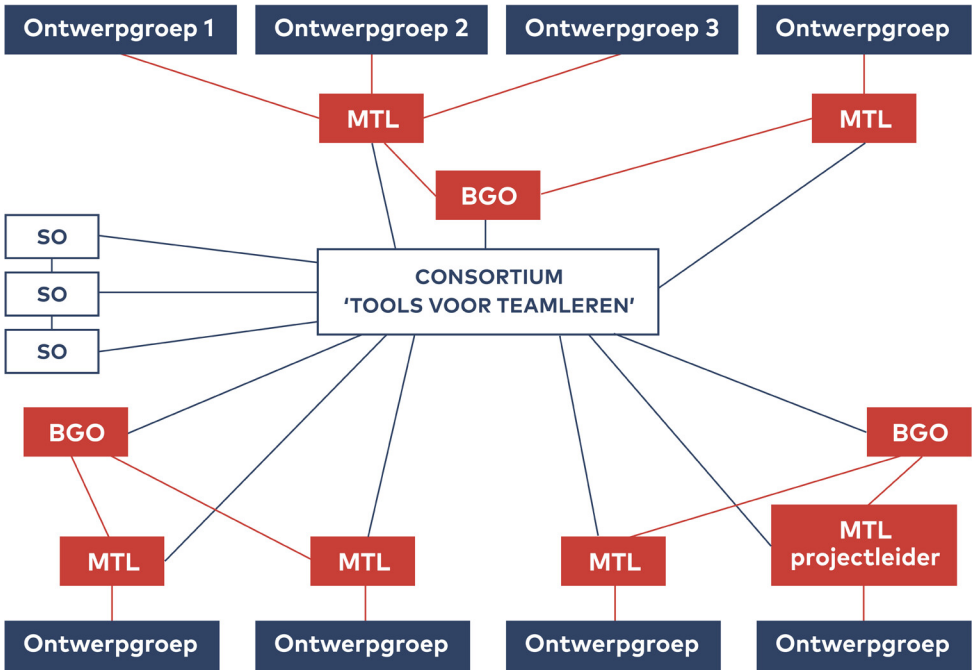 Ontwerpgroep 1
Ontwerpgroep 2
Ontwerpgroep 3
Ontwerpgroep
MTL
MTL
BGO
SO
SO
SO
CONSORTIUM
‘TOOLS VOOR TEAMLEREN’
BGO
BGO
MTL
MTL
MTL
MTL
projectleider
Ontwerpgroep
Ontwerpgroep
Ontwerpgroep
Ontwerpgroep